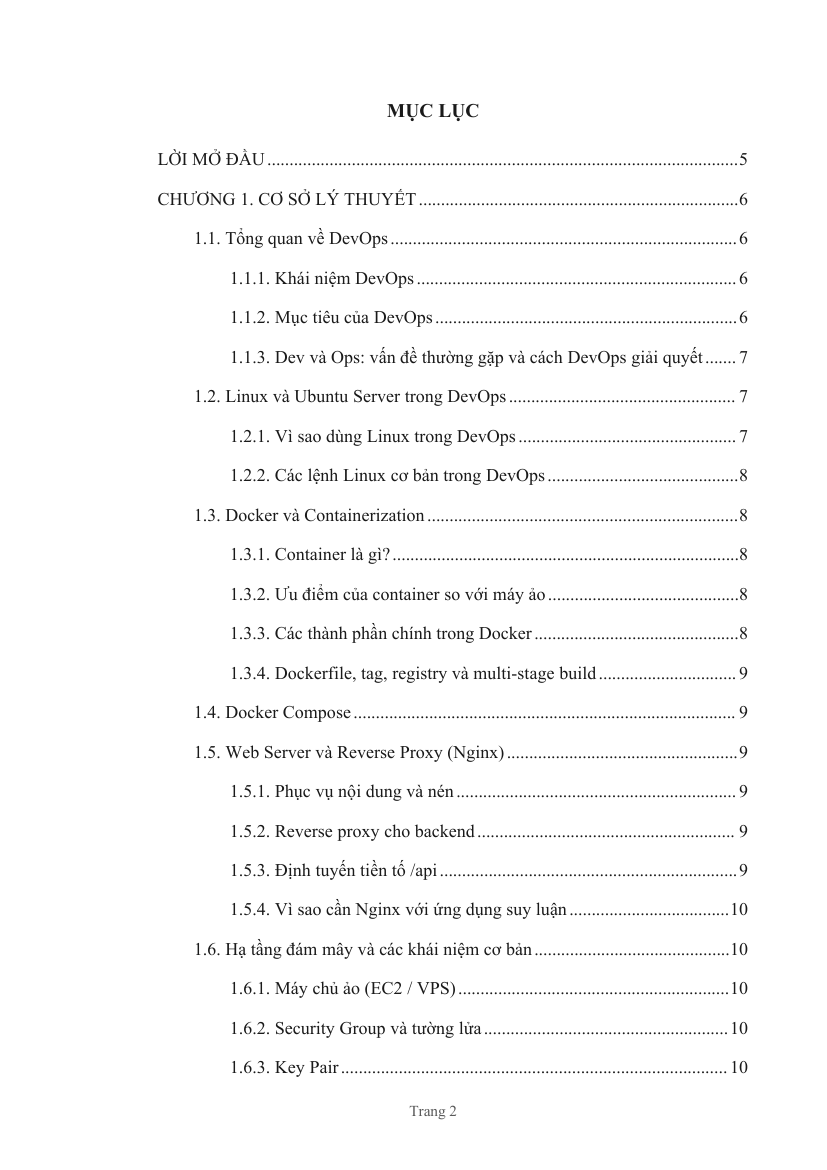 MỤC LỤC
LỜI MỞ ĐẦU ........ 5
CHƯƠNG 1. CƠ SỞ LÝ THUYẾT ........ 6
1.1. Tổng quan về DevOps ........ 6
1.1.1. Khái niệm DevOps ........ 6
1.1.2. Mục tiêu của DevOps ........ 6
1.1.3. Dev và Ops: vấn đề thường gặp và cách DevOps giải quyết ....... 7
1.2. Linux và Ubuntu Server trong DevOps ........ 7
1.2.1. Vì sao dùng Linux trong DevOps ........ 7
1.2.2. Các lệnh Linux cơ bản trong DevOps ........ 8
1.3. Docker và Containerization ........ 8
1.3.1. Container là gì? ........ 8
1.3.2. Ưu điểm của container so với máy ảo ........ 8
1.3.3. Các thành phần chính trong Docker ........ 8
1.3.4. Dockerfile, tag, registry và multi-stage build ........ 9
1.4. Docker Compose ........ 9
1.5. Web Server và Reverse Proxy (Nginx) ........ 9
1.5.1. Phục vụ nội dung và nén ........ 9
1.5.2. Reverse proxy cho backend ........ 9
1.5.3. Định tuyến tiền tố /api ........ 9
1.5.4. Vì sao cần Nginx với ứng dụng suy luận ........ 10
1.6. Hạ tầng đám mây và các khái niệm cơ bản ........ 10
1.6.1. Máy chủ ảo (EC2 / VPS) ........ 10
1.6.2. Security Group và tường lửa ........ 10
1.6.3. Key Pair ........ 10
Trang 2